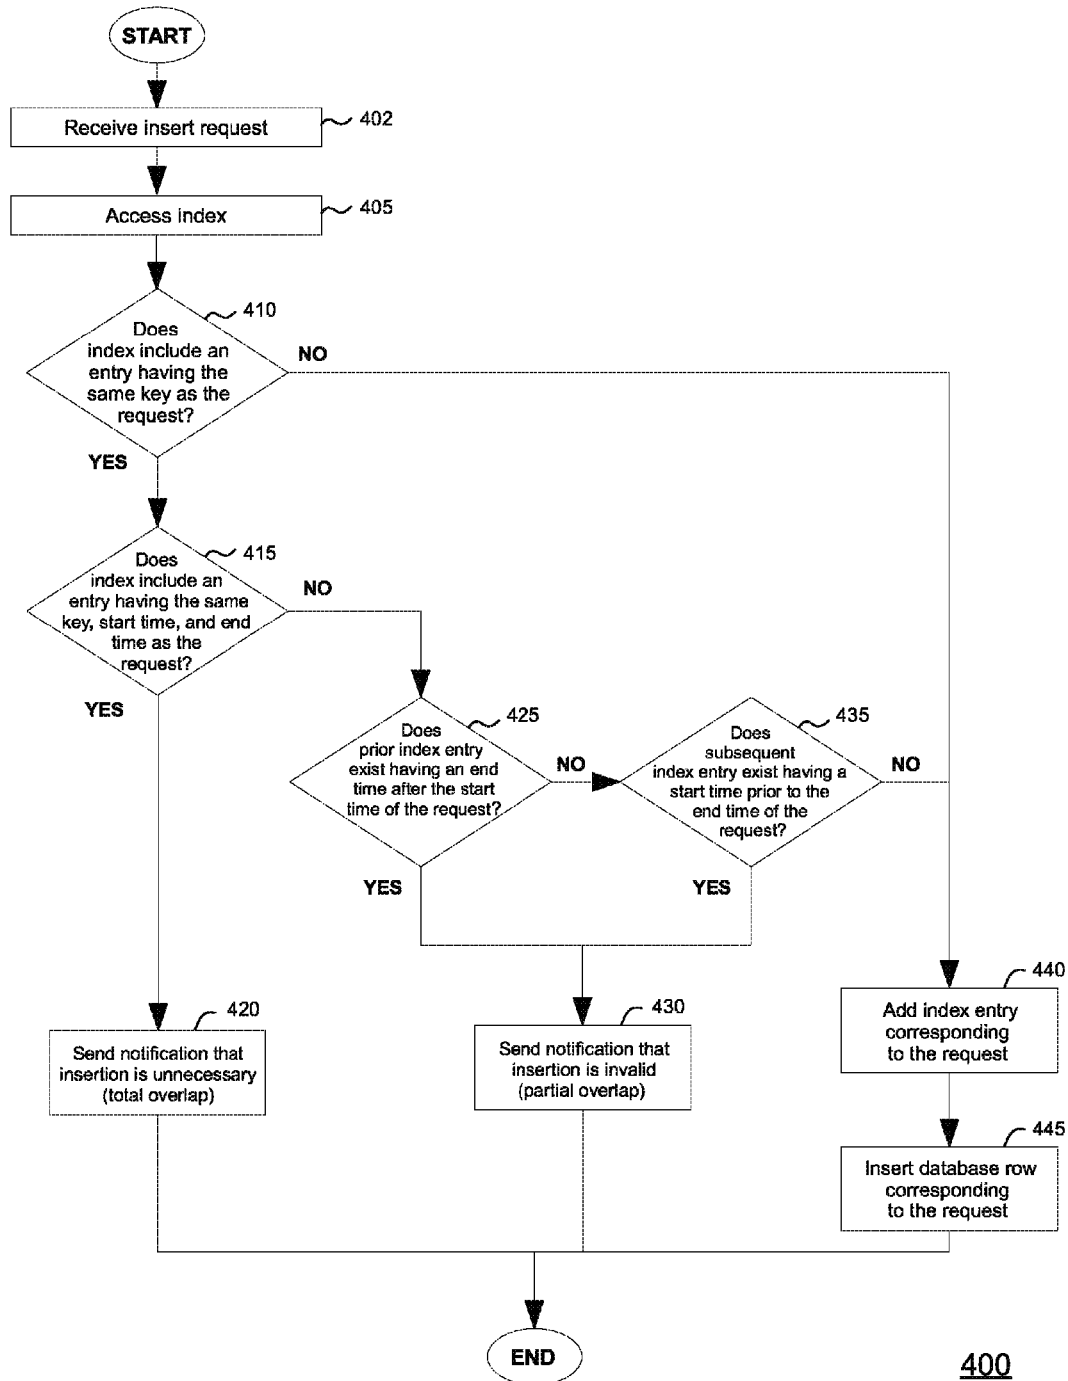 START
Receive insert request
402
Access index
405
410
Does
index include an
entry having the
same key as the
request?
NO
YES
415
Does
index include an
entry having the same
key, start time, and end
time as the
request?
NO
YES
425
Does
prior index entry
exist having an end
time after the start
time of the request?
NO
YES
435
Does
subsequent
index entry exist having a
start time prior to the
end time of the
request?
NO
YES
420
Send notification that
insertion is unnecessary
(total overlap)
430
Send notification that
insertion is invalid
(partial overlap)
440
Add index entry
corresponding
to the request
445
Insert database row
corresponding
to the request
END
400